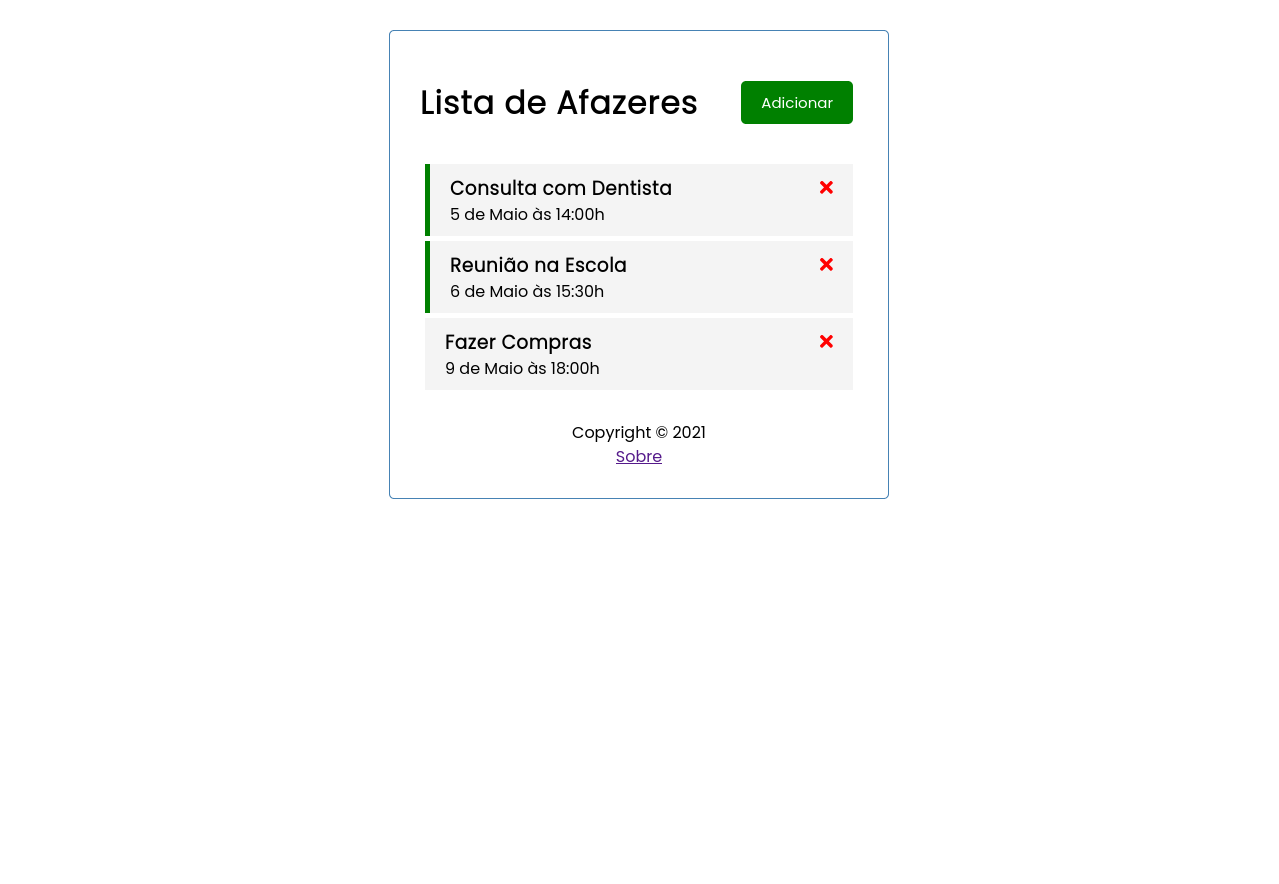 Lista de Afazeres
Adicionar
Consulta com Dentista
5 de Maio às 14:00h
Reunião na Escola
6 de Maio às 15:30h
Fazer Compras
9 de Maio às 18:00h
Copyright © 2021
Sobre